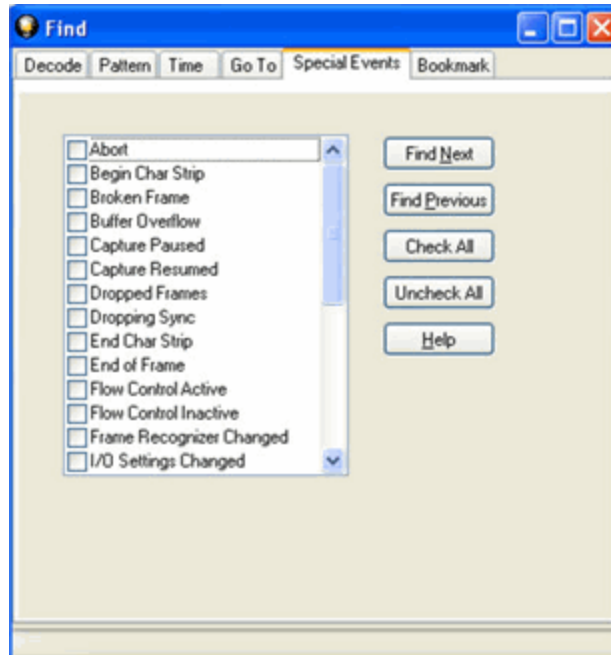 Find
Decode Pattern Time Go To Special Events Bookmark
Abort
Begin Char Strip
Broken Frame
Buffer Overflow
Capture Paused
Capture Resumed
Dropped Frames
Dropping Sync
End Char Strip
End of Frame
Flow Control Active
Flow Control Inactive
Frame Recognizer Changed
I/O Settings Changed
Find Next
Find Previous
Check All
Uncheck All
Help